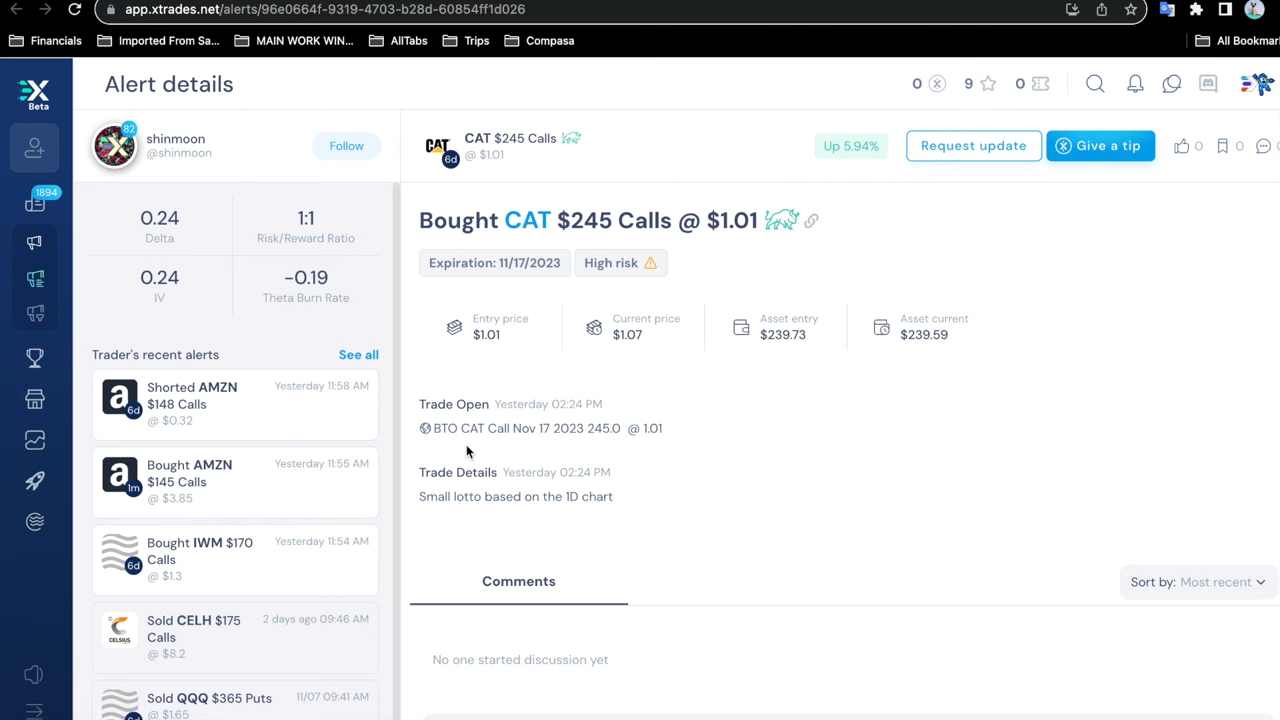 app.xtrades.net/alerts/96e0664f-9319-4703-b28d-60854ff1d026
Financials
Imported From Sa...
MAIN WORK WIN...
AllTabs
Trips
Compasa
All Bookmar
X
Beta
Alert details
0
9
0
1894
82
shinmoon
@shinmoon
Follow
CAT
6d
CAT $245 Calls
@ $1.01
Up 5.94%
Request update
Give a tip
0
0
0.24
Delta
1:1
Risk/Reward Ratio
0.24
IV
-0.19
Theta Burn Rate
Trader's recent alerts
See all
a
6d
Shorted AMZN
$148 Calls
@ $0.32
Yesterday 11:58 AM
a
1m
Bought AMZN
$145 Calls
@ $3.85
Yesterday 11:55 AM
6d
Bought IWM $170
Calls
@ $1.3
Yesterday 11:54 AM
CELSIUS
Sold CELH $175
Calls
@ $8.2
2 days ago 09:46 AM
Sold QQQ $365 Puts
@ $1.65
11/07 09:41 AM
Bought CAT $245 Calls @ $1.01
Expiration: 11/17/2023
High risk
Entry price
$1.01
Current price
$1.07
Asset entry
$239.73
Asset current
$239.59
Trade Open Yesterday 02:24 PM
BTO CAT Call Nov 17 2023 245.0 @ 1.01
Trade Details Yesterday 02:24 PM
Small lotto based on the 1D chart
Comments
Sort by: Most recent
No one started discussion yet